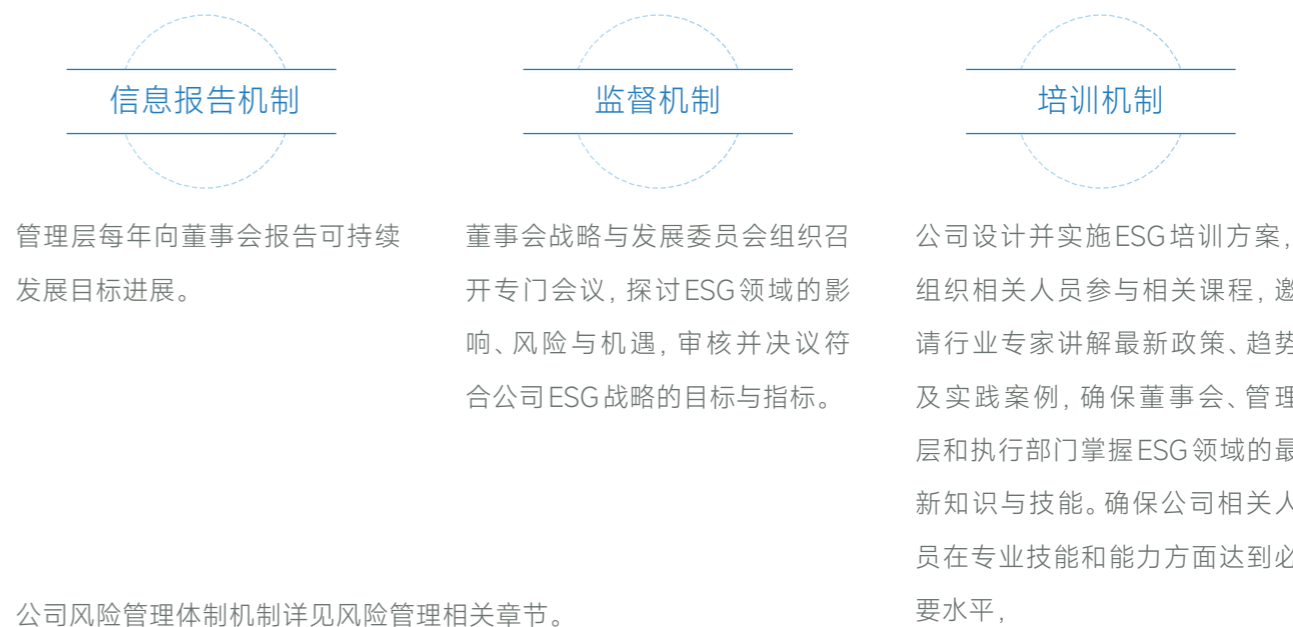 信息报告机制
管理层每年向董事会报告可持续
发展目标进展。
监督机制
董事会战略与发展委员会组织召
开专门会议, 探讨ESG领域的影
响、风险与机遇, 审核并决议符
合公司ESG战略的目标与指标。
培训机制
公司设计并实施ESG培训方案,
组织相关人员参与相关课程, 邀
请行业专家讲解最新政策、趋势
及实践案例, 确保董事会、管理
层和执行部门掌握ESG领域的最
新知识与技能。确保公司相关人
员在专业技能和能力方面达到必
要水平,
公司风险管理体制机制详见风险管理相关章节。